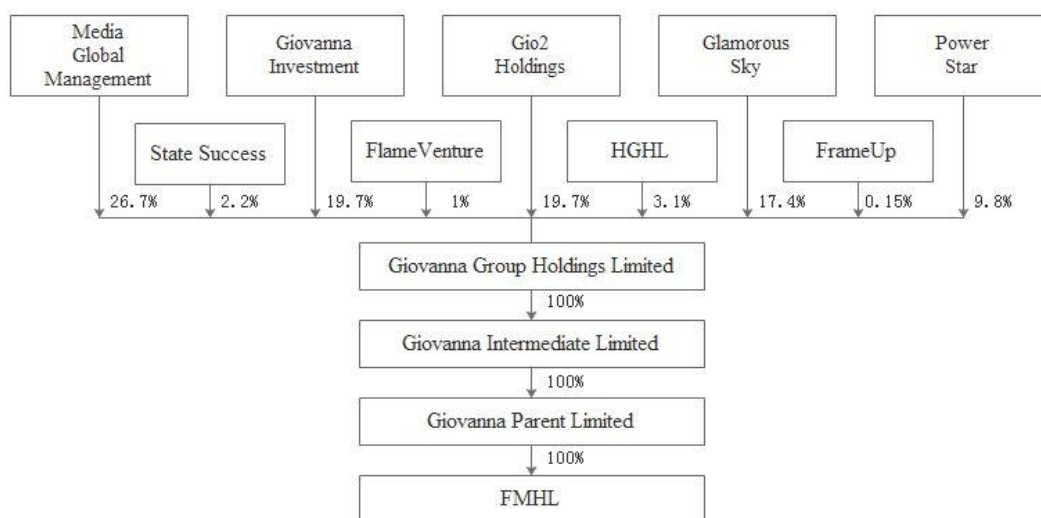 Media
Global
Management
Giovanna
Investment
Gio2
Holdings
Glamorous
Sky
Power
Star
State Success
FlameVenture
HGHL
FrameUp
26.7%
2.2%
19.7%
1%
19.7%
3.1%
17.4%
0.15%
9.8%
Giovanna Group Holdings Limited
100%
Giovanna Intermediate Limited
100%
Giovanna Parent Limited
100%
FMHL